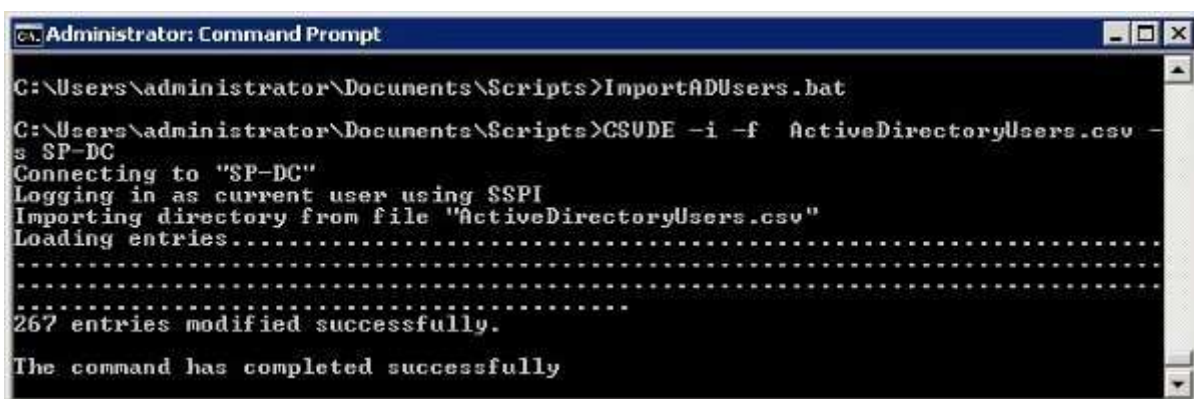 Administrator: Command Prompt
C:\Users\administrator\Documents\Scripts>ImportADUsers.bat
C:\Users\administrator\Documents\Scripts>CSVDE -i -f  ActiveDirectoryUsers.csv -
s SP-DC
Connecting to "SP-DC"
Logging in as current user using SSPI
Importing directory from file "ActiveDirectoryUsers.csv"
Loading entries.................................................................
................................................................................
................................................................................
...........................................
267 entries modified successfully.
The command has completed successfully